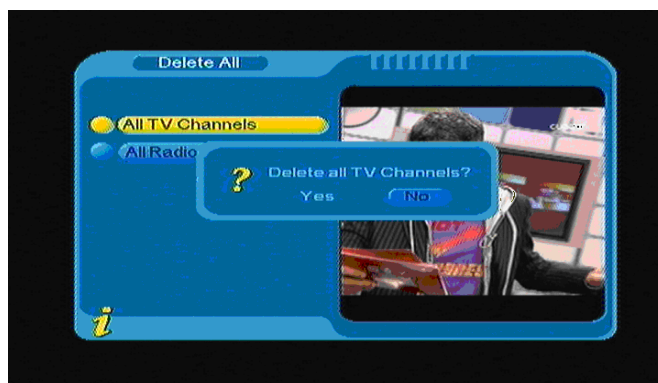 Delete All
All TV Channels
All Radio
Delete all TV Channels?
Yes No
i